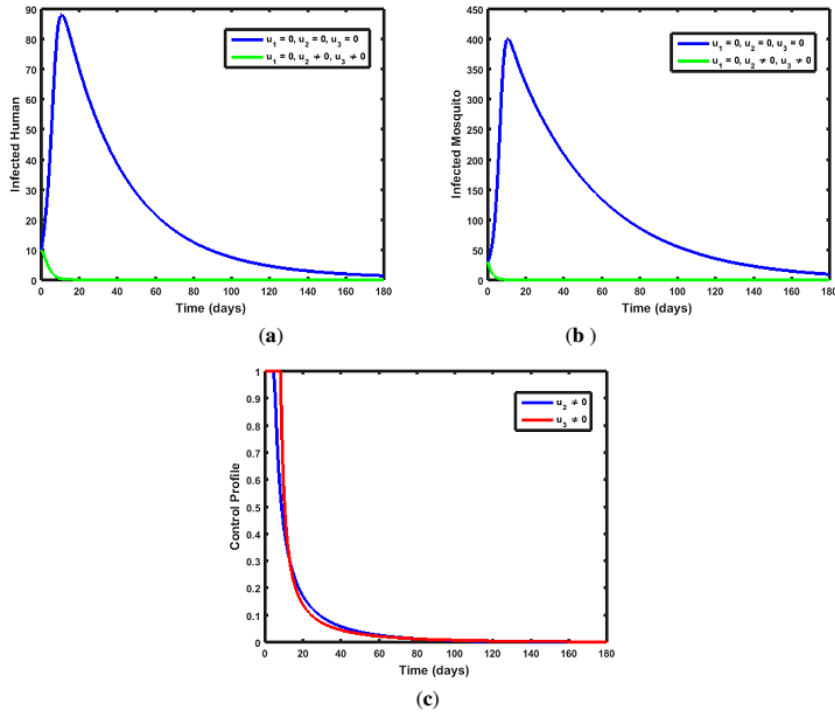 90
80
70
60
50
40
30
20
10
0
Infected Human
u1 = 0, u2 = 0, u3 = 0
u1 = 0, u2 ≠ 0, u3 ≠ 0
0 20 40 60 80 100 120 140 160 180
Time (days)
(a)
450
400
350
300
250
200
150
100
50
0
Infected Mosquito
u1 = 0, u2 = 0, u3 = 0
u1 = 0, u2 ≠ 0, u3 ≠ 0
0 20 40 60 80 100 120 140 160 180
Time (days)
(b )
1
0.9
0.8
0.7
0.6
0.5
0.4
0.3
0.2
0.1
0
Control Profile
u2 ≠ 0
u3 ≠ 0
0 20 40 60 80 100 120 140 160 180
Time (days)
(c)